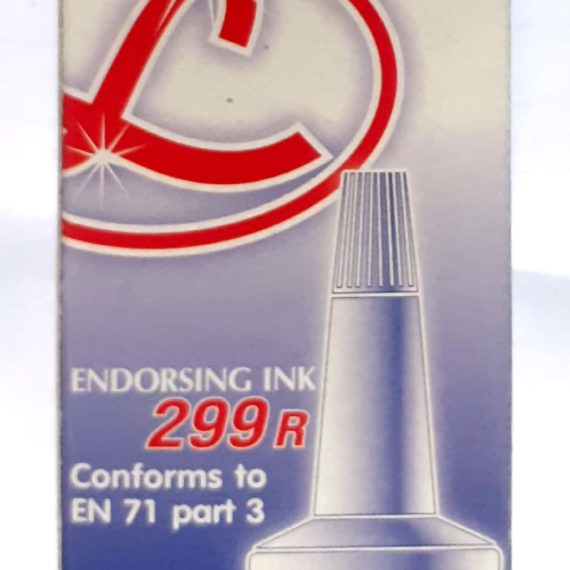 L
ENDORSING INK
299 R
Conforms to
EN 71 part 3